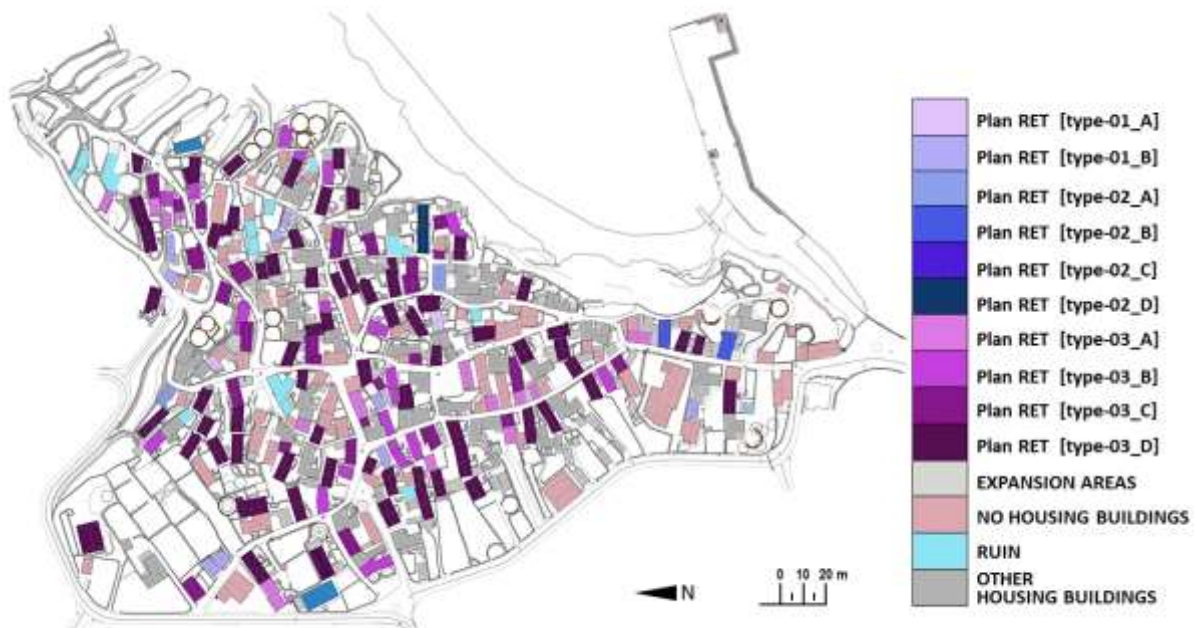 Plan RET [type-01_A]
Plan RET [type-01_B]
Plan RET [type-02_A]
Plan RET [type-02_B]
Plan RET [type-02_C]
Plan RET [type-02_D]
Plan RET [type-03_A]
Plan RET [type-03_B]
Plan RET [type-03_C]
Plan RET [type-03_D]
EXPANSION AREAS
NO HOUSING BUILDINGS
RUIN
OTHER
HOUSING BUILDINGS
N
0 10 20 m